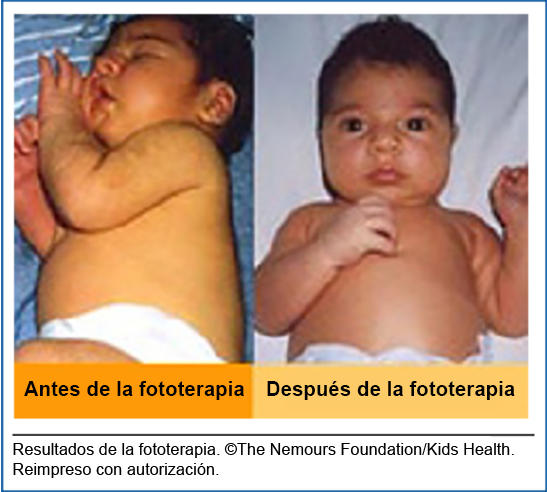 Antes de la fototerapia
Después de la fototerapia
Resultados de la fototerapia. ©The Nemours Foundation/Kids Health.
Reimpreso con autorización.